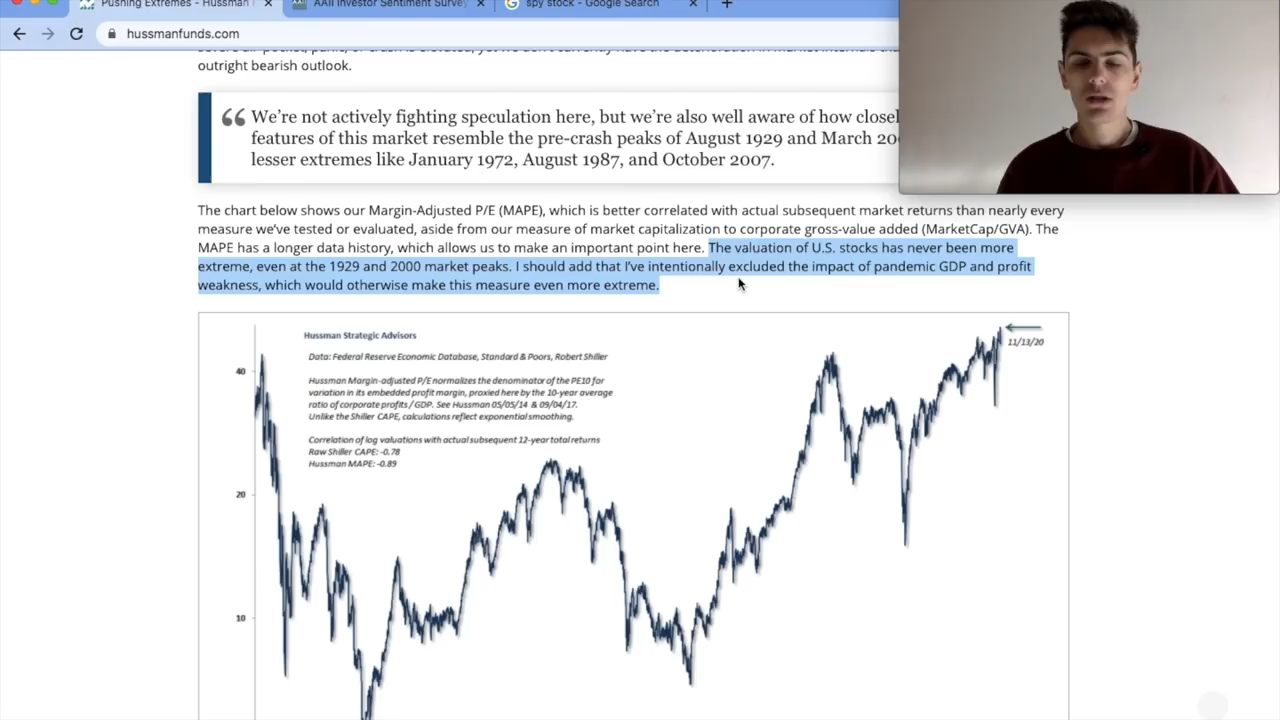 Pushing Extremes - Hussman
AAII Investor Sentiment Survey
spy stock - Google Search
hussmanfunds.com
outright bearish outlook.
We're not actively fighting speculation here, but we're also well aware of how
features of this market resemble the pre-crash peaks of August 1929 and March
lesser extremes like January 1972, August 1987, and October 2007.
The chart below shows our Margin-Adjusted P/E (MAPE), which is better correlated with actual subsequent market returns than nearly every
measure we've tested or evaluated, aside from our measure of market capitalization to corporate gross-value added (MarketCap/GVA). The
MAPE has a longer data history, which allows us to make an important point here. The valuation of U.S. stocks has never been more
extreme, even at the 1929 and 2000 market peaks. I should add that I've intentionally excluded the impact of pandemic GDP and profit
weakness, which would otherwise make this measure even more extreme.
Hussman Strategic Advisors
11/13/20
Data: Federal Reserve Economic Database, Standard & Poors, Robert Shiller
40
Hussman Margin-adjusted P/E normalizes the denominator of the PE10 for
variation in its embedded profit margin, proxied here by the 10-year average
ratio of corporate profits / GDP. See Hussman 05/05/14 & 09/04/17.
Unlike the Shiller CAPE, calculations reflect exponential smoothing.
Correlation of log valuations with actual subsequent 12-year total returns
Raw Shiller CAPE: -0.78
Hussman MAPE: -0.89
20
10